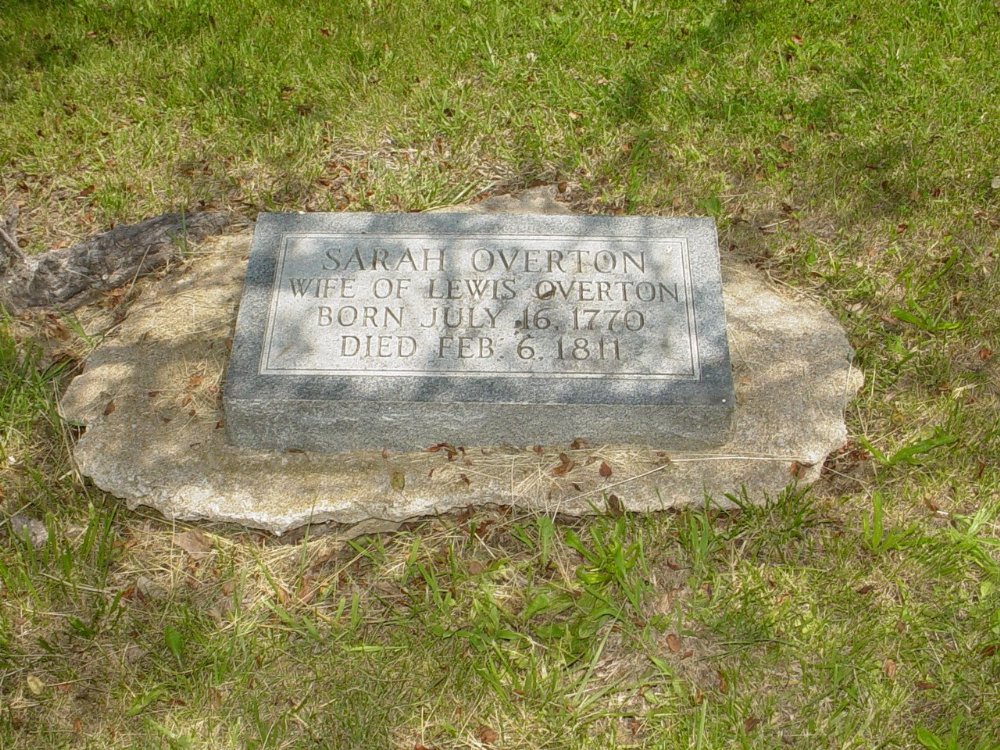 SARAH OVERTON
WIFE OF LEWIS OVERTON
BORN JULY 16, 1770
DIED FEB. 6. 1811